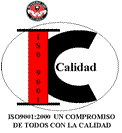 ISO 9001
Calidad
ISO9001:2000 UN COMPROMISO
DE TODOS CON LA CALIDAD